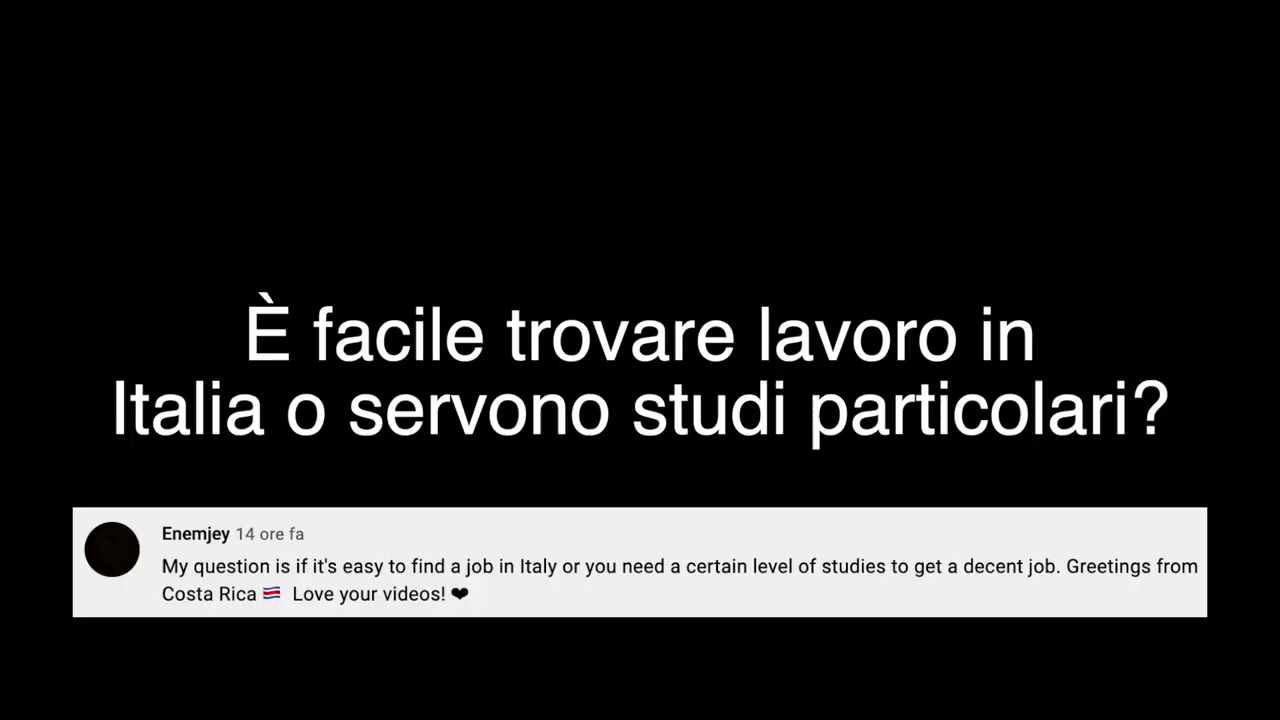 È facile trovare lavoro in
Italia o servono studi particolari?
Enemjey 14 ore fa
My question is if it's easy to find a job in Italy or you need a certain level of studies to get a decent job. Greetings from
Costa Rica 🇨🇷 Love your videos! ❤